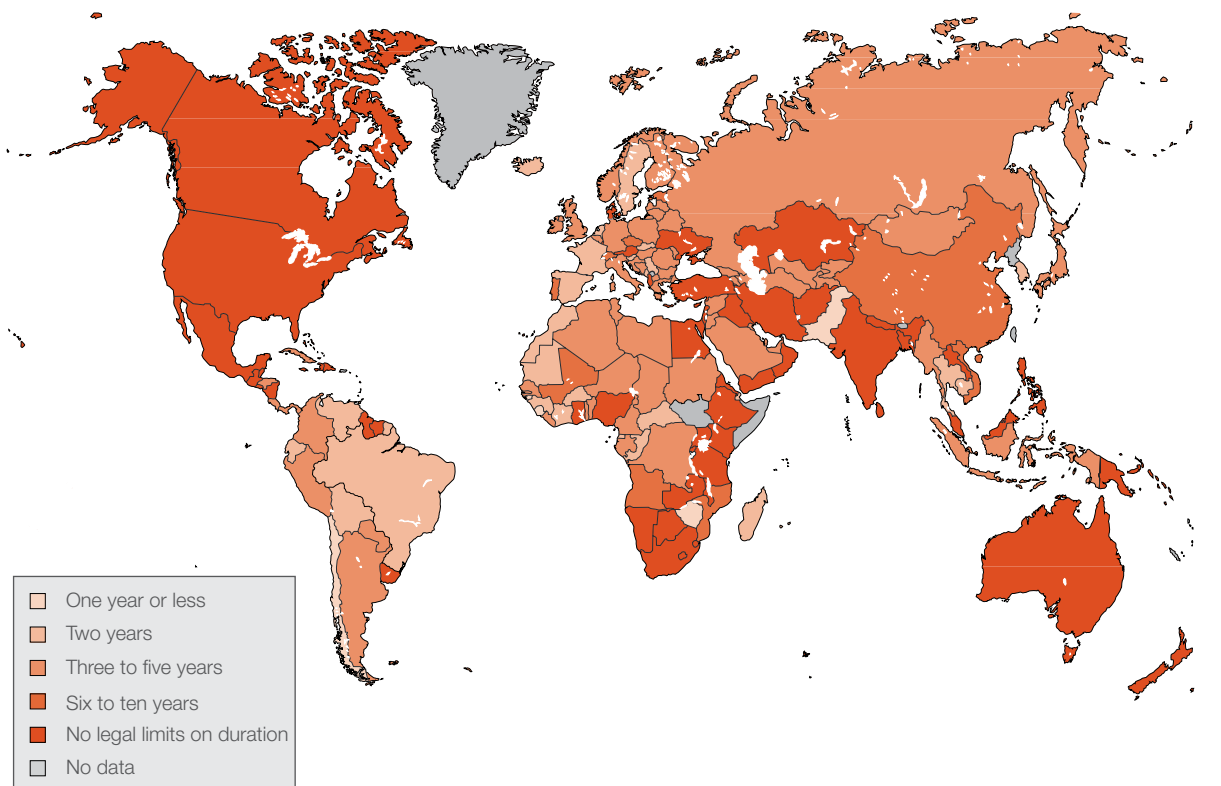 One year or less
Two years
Three to five years
Six to ten years
No legal limits on duration
No data